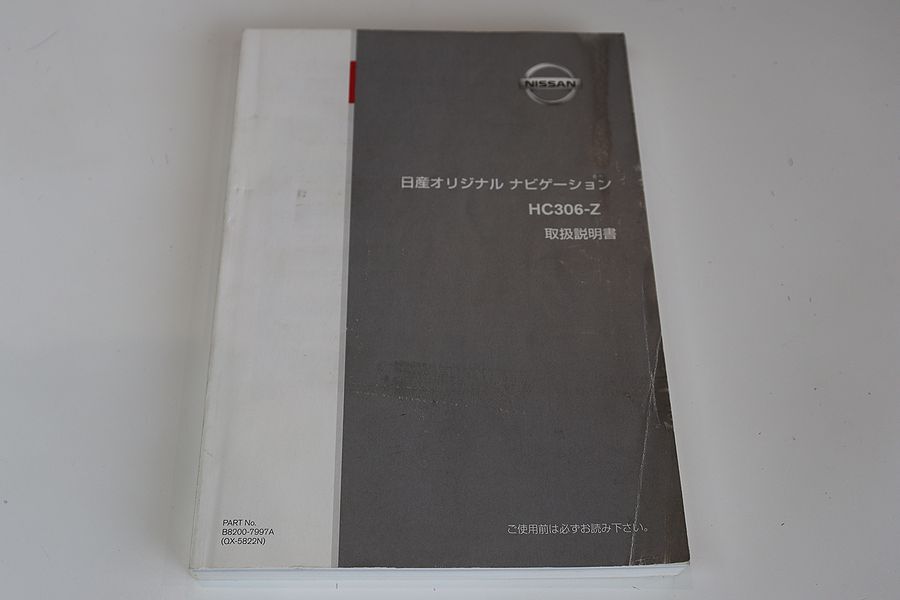 NISSAN
日産オリジナル ナビゲーション
HC306-Z
取扱説明書
PART No.
B8200-7997A
(QX-5822N)
ご使用前は必ずお読み下さい。